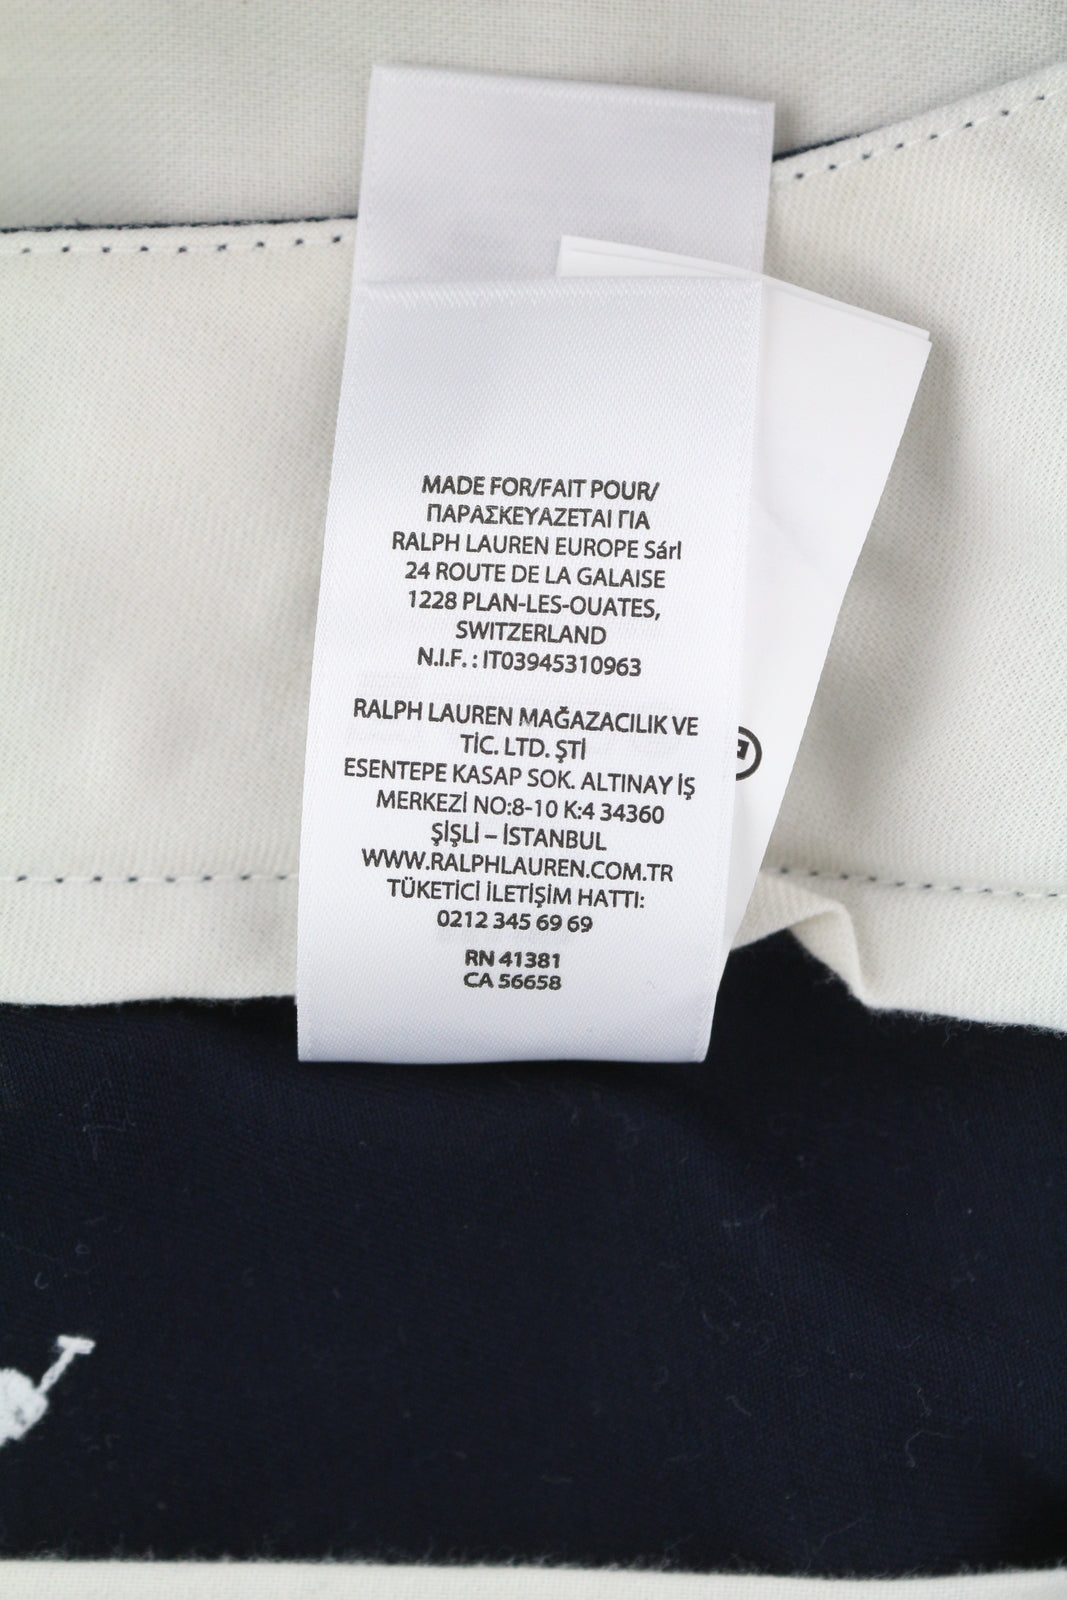 MADE FOR/FAIT POUR/
ΠΑΡΑΣΚΕΥΑΖΕΤΑΙ ΓΙΑ
RALPH LAUREN EUROPE Sárl
24 ROUTE DE LA GALAISE
1228 PLAN-LES-OUATES,
SWITZERLAND
N.I.F. : IT03945310963
RALPH LAUREN MAĞAZACILIK VE
TİC. LTD. ŞTİ
ESENTEPE KASAP SOK. ALTINAY İŞ
MERKEZİ NO:8-10 K:4 34360
ŞİŞLİ – İSTANBUL
WWW.RALPHLAUREN.COM.TR
TÜKETİCİ İLETİŞİM HATTI:
0212 345 69 69
RN 41381
CA 56658